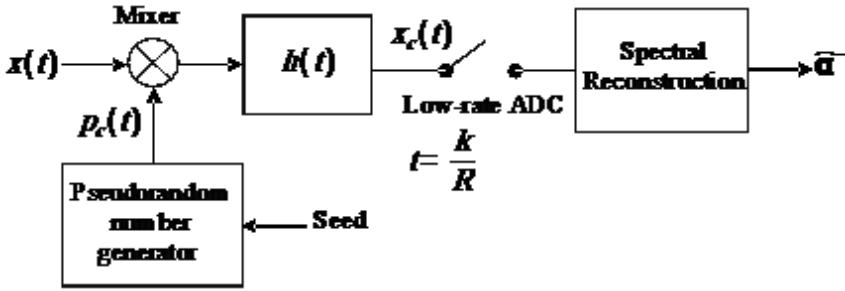 Mixer
x(t)
h(t)
x_c(t)
Low-rate ADC
t= k/R
Spectral
Reconstruction
α̂
p_c(t)
Pseudorandom
number
generator
Seed